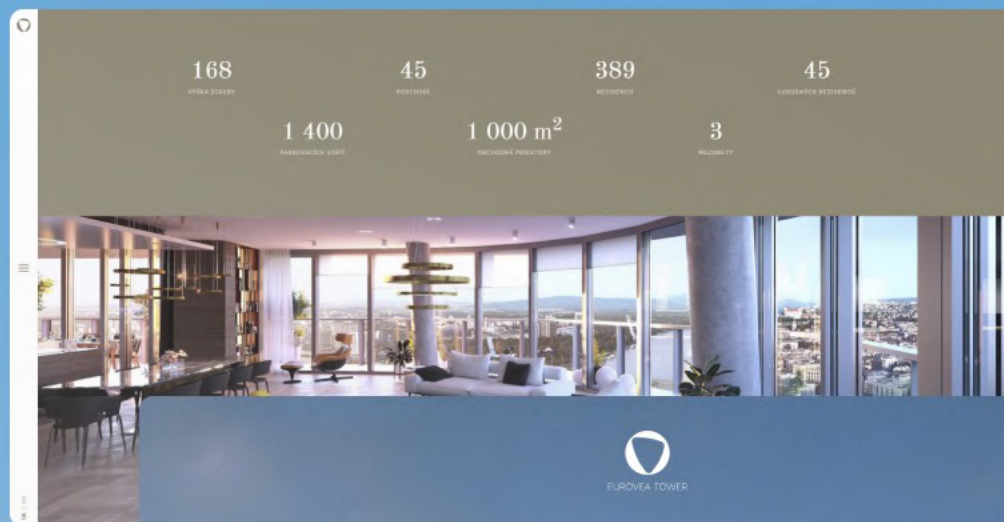 168
VÝŠKA STAVBY
45
POSCHODÍ
389
REZIDENCIÍ
45
LUXUSNÝCH REZIDENCIÍ
1 400
PARKOVACÍCH STÁTÍ
1 000 m²
OBCHODNÉ PRIESTORY
3
MEZONETY
EUROVEA TOWER